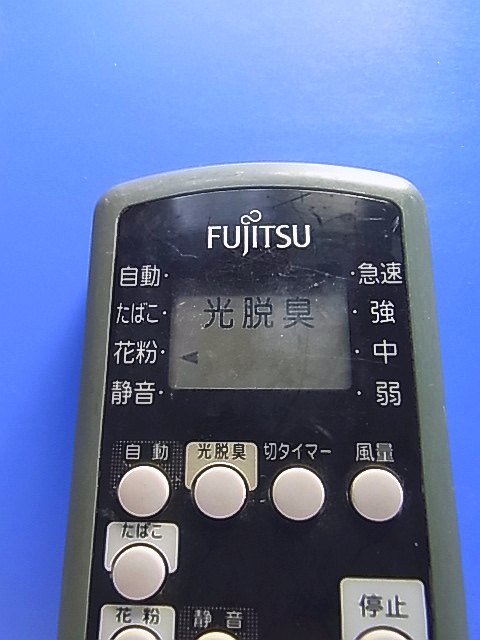 FUJITSU
自動
たばこ
花粉
静音
光脱臭
急速
強
中
弱
自動 光脱臭 切タイマー 風量
たばこ
花粉 静音 停止